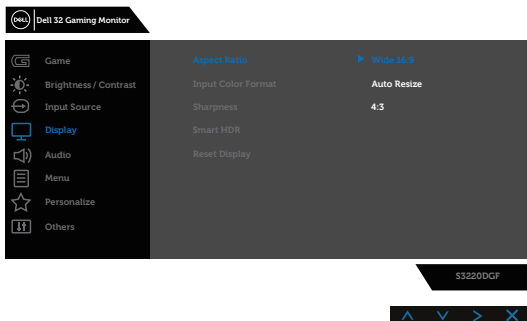 DELL Dell 32 Gaming Monitor
Game
Aspect Ratio Wide 16:9
Brightness / Contrast Input Color Format Auto Resize
Input Source Sharpness 4:3
Display Smart HDR
Audio Reset Display
Menu
Personalize
Others
S3220DGF